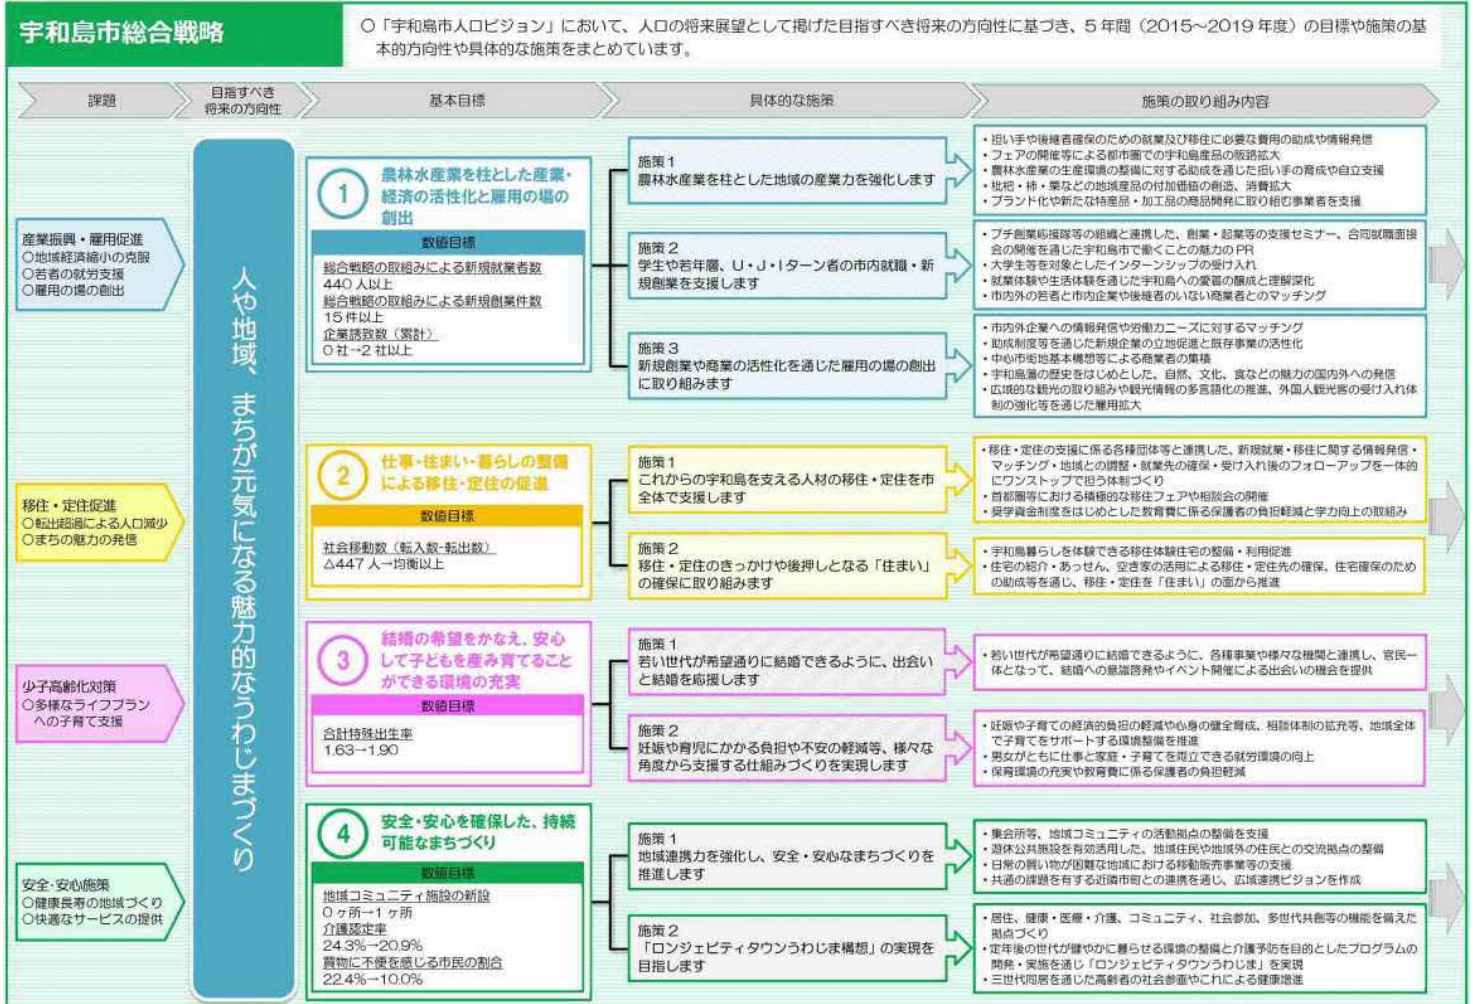 宇和島市総合戦略
○「宇和島市人口ビジョン」において、人口の将来展望として掲げた目指すべき将来の方向性に基づき、5年間（2015～2019年度）の目標や施策の基
本的方向性や具体的な施策をまとめています。
課題
目指すべき
将来の方向性
基本目標
具体的な施策
施策の取り組み内容
人や地域、まちが元気になる魅力的なうわじまづくり
産業振興・雇用促進
○地域経済縮小の克服
○若者の就労支援
○雇用の場の創出
1
農林水産業を柱とした産業・
経済の活性化と雇用の場の
創出
数値目標
総合戦略の取組みによる新規就業者数
440人以上
総合戦略の取組みによる新規創業件数
15件以上
企業誘致数（累計）
0社→2社以上
施策1
農林水産業を柱とした地域の産業力を強化します
・担い手や後継者確保のための就業及び移住に必要な費用の助成や情報発信
・フェアの開催等による都市圏での宇和島産品の販路拡大
・農林水産業の生産環境の整備に対する助成を通じた担い手の育成や自立支援
・枇杷・柿・栗などの地域産品の付加価値の創造、消費拡大
・ブランド化や新たな特産品・加工品の商品開発に取り組む事業者を支援
施策2
学生や若年層、U・J・Iターン者の市内就職・新
規創業を支援します
・プチ創業応援隊等の組織と連携した、創業・起業等の支援セミナー、合同就職面接
会の開催を通じた宇和島市で働くことの魅力のPR
・大学生等を対象としたインターンシップの受け入れ
・就業体験や生活体験を通じた宇和島への愛着の醸成と理解深化
・市内外の若者と市内企業や後継者のいない商業者とのマッチング
施策3
新規創業や商業の活性化を通じた雇用の場の創出
に取り組みます
・市内外企業への情報発信や労働力ニーズに対するマッチング
・助成制度等を通じた新規企業の立地促進と既存事業の活性化
・中心市街地基本構想等による商業者の集積
・宇和島藩の歴史をはじめとした、自然、文化、食などの魅力の国内外への発信
・広域的な観光の取り組みや観光情報の多言語化の推進、外国人観光客の受け入れ体
制の強化等を通じた雇用拡大
移住・定住促進
○転出超過による人口減少
○まちの魅力の発信
2
仕事・住まい・暮らしの整備
による移住・定住の促進
数値目標
社会移動数（転入数-転出数）
△447人→均衡以上
施策1
これからの宇和島を支える人材の移住・定住を市
全体で支援します
・移住・定住の支援に係る各種団体等と連携した、新規就業・移住に関する情報発信・
マッチング・地域との調整・就業先の確保・受け入れ後のフォローアップを一体的
にワンストップで担う体制づくり
・首都圏等における積極的な移住フェアや相談会の開催
・奨学資金制度をはじめとした教育費に係る保護者の負担軽減と学力向上の取組み
施策2
移住・定住のきっかけや後押しとなる「住まい」
の確保に取り組みます
・宇和島暮らしを体験できる移住体験住宅の整備・利用促進
・住宅の紹介・あっせん、空き家の活用による移住・定住先の確保、住宅確保のため
の助成等を通じ、移住・定住を「住まい」の面から推進
少子高齢化対策
○多様なライフプラン
への子育て支援
3
結婚の希望をかなえ、安心
して子どもを産み育てること
ができる環境の充実
数値目標
合計特殊出生率
1.63→1.90
施策1
若い世代が希望通りに結婚できるように、出会い
と結婚を応援します
・若い世代が希望通りに結婚できるように、各種事業や様々な機関と連携し、官民一
体となって、結婚への意識啓発やイベント開催による出会いの機会を提供
施策2
妊娠や育児にかかる負担や不安の軽減等、様々な
角度から支援する仕組みづくりを実現します
・妊娠や子育ての経済的負担の軽減や心身の健全育成、相談体制の拡充等、地域全体
で子育てをサポートする環境整備を推進
・男女がともに仕事と家庭・子育てを両立できる就労環境の向上
・保育環境の充実や教育費に係る保護者の負担軽減
安全・安心施策
○健康長寿の地域づくり
○快適なサービスの提供
4
安全・安心を確保した、持続
可能なまちづくり
数値目標
地域コミュニティ施設の新設
0ヶ所→1ヶ所
介護認定率
24.3%→20.9%
買物に不便を感じる市民の割合
22.4%→10.0%
施策1
地域連携力を強化し、安全・安心なまちづくりを
推進します
・集会所等、地域コミュニティの活動拠点の整備を支援
・遊休公共施設を有効活用した、地域住民や地域外の住民との交流拠点の整備
・日常の買い物が困難な地域における移動販売事業等の支援
・共通の課題を有する近隣市町との連携を通じ、広域連携ビジョンを作成
施策2
「ロンジェビティタウンうわじま構想」の実現を
目指します
・居住、健康・医療・介護、コミュニティ、社会参加、多世代共創等の機能を備えた
拠点づくり
・定年後の世代が健やかに暮らせる環境の整備と介護予防を目的としたプログラムの
開発・実施を通じ「ロンジェビティタウンうわじま」を実現
・三世代同居を通じた高齢者の社会参画やこれによる健康増進